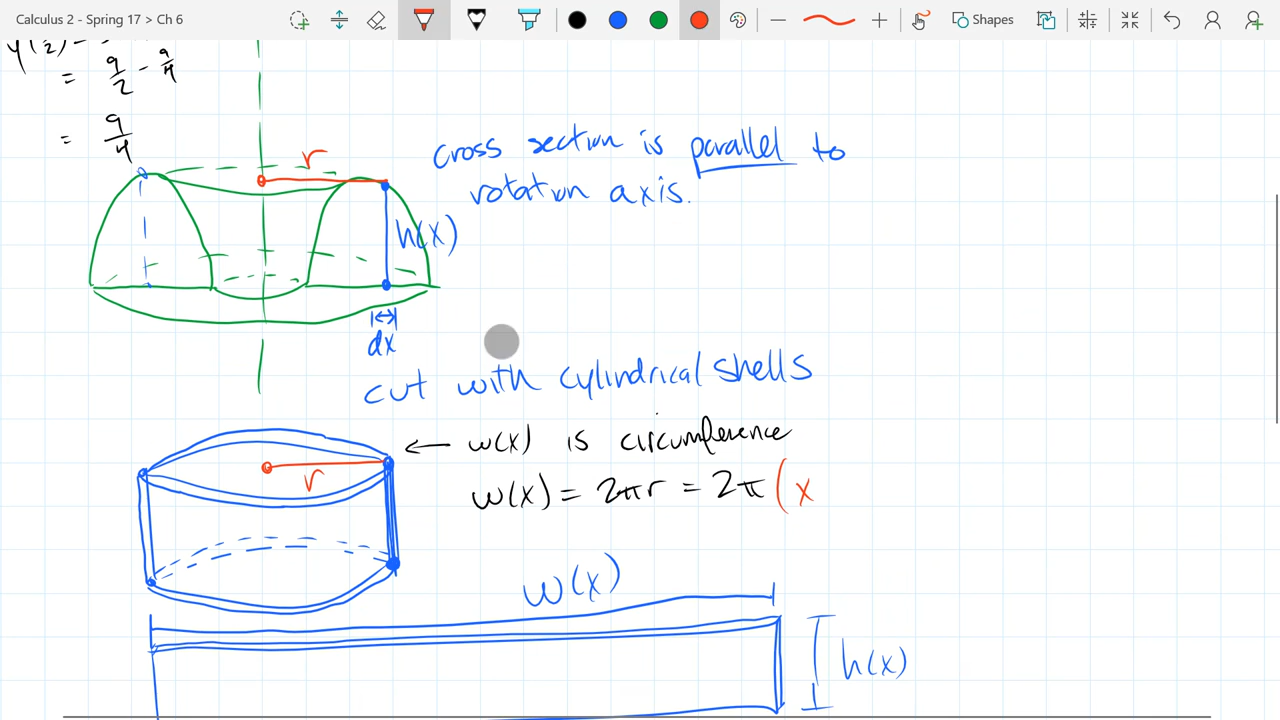 Calculus 2 - Spring 17 > Ch 6
Shapes
= 9/2 - 9/4
= 9/4
r
cross section is parallel to
rotation axis.
h(x)
dx
cut with cylindrical shells
← w(x) is circumference
r
w(x) = 2πr = 2π(x
w(x)
h(x)